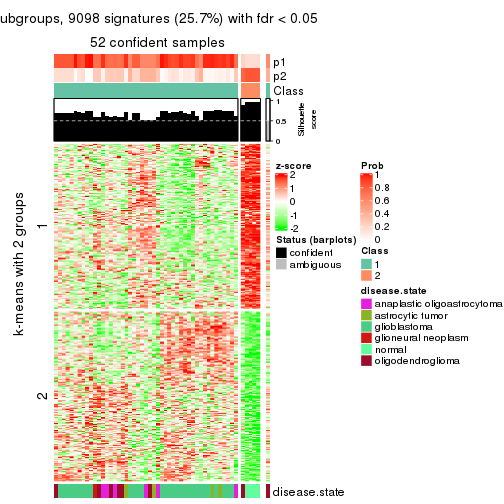 ubgroups, 9098 signatures (25.7%) with fdr < 0.05
52 confident samples
p1
p2
Class
1
0.5
0
Silhouette
score
k-means with 2 groups
1
2
z-score
2
1
0
-1
-2
Status (barplots)
confident
ambiguous
Prob
1
0.8
0.6
0.4
0.2
0
Class
1
2
disease.state
anaplastic oligoastrocytoma
astrocytic tumor
glioblastoma
glioneural neoplasm
normal
oligodendroglioma
disease.state